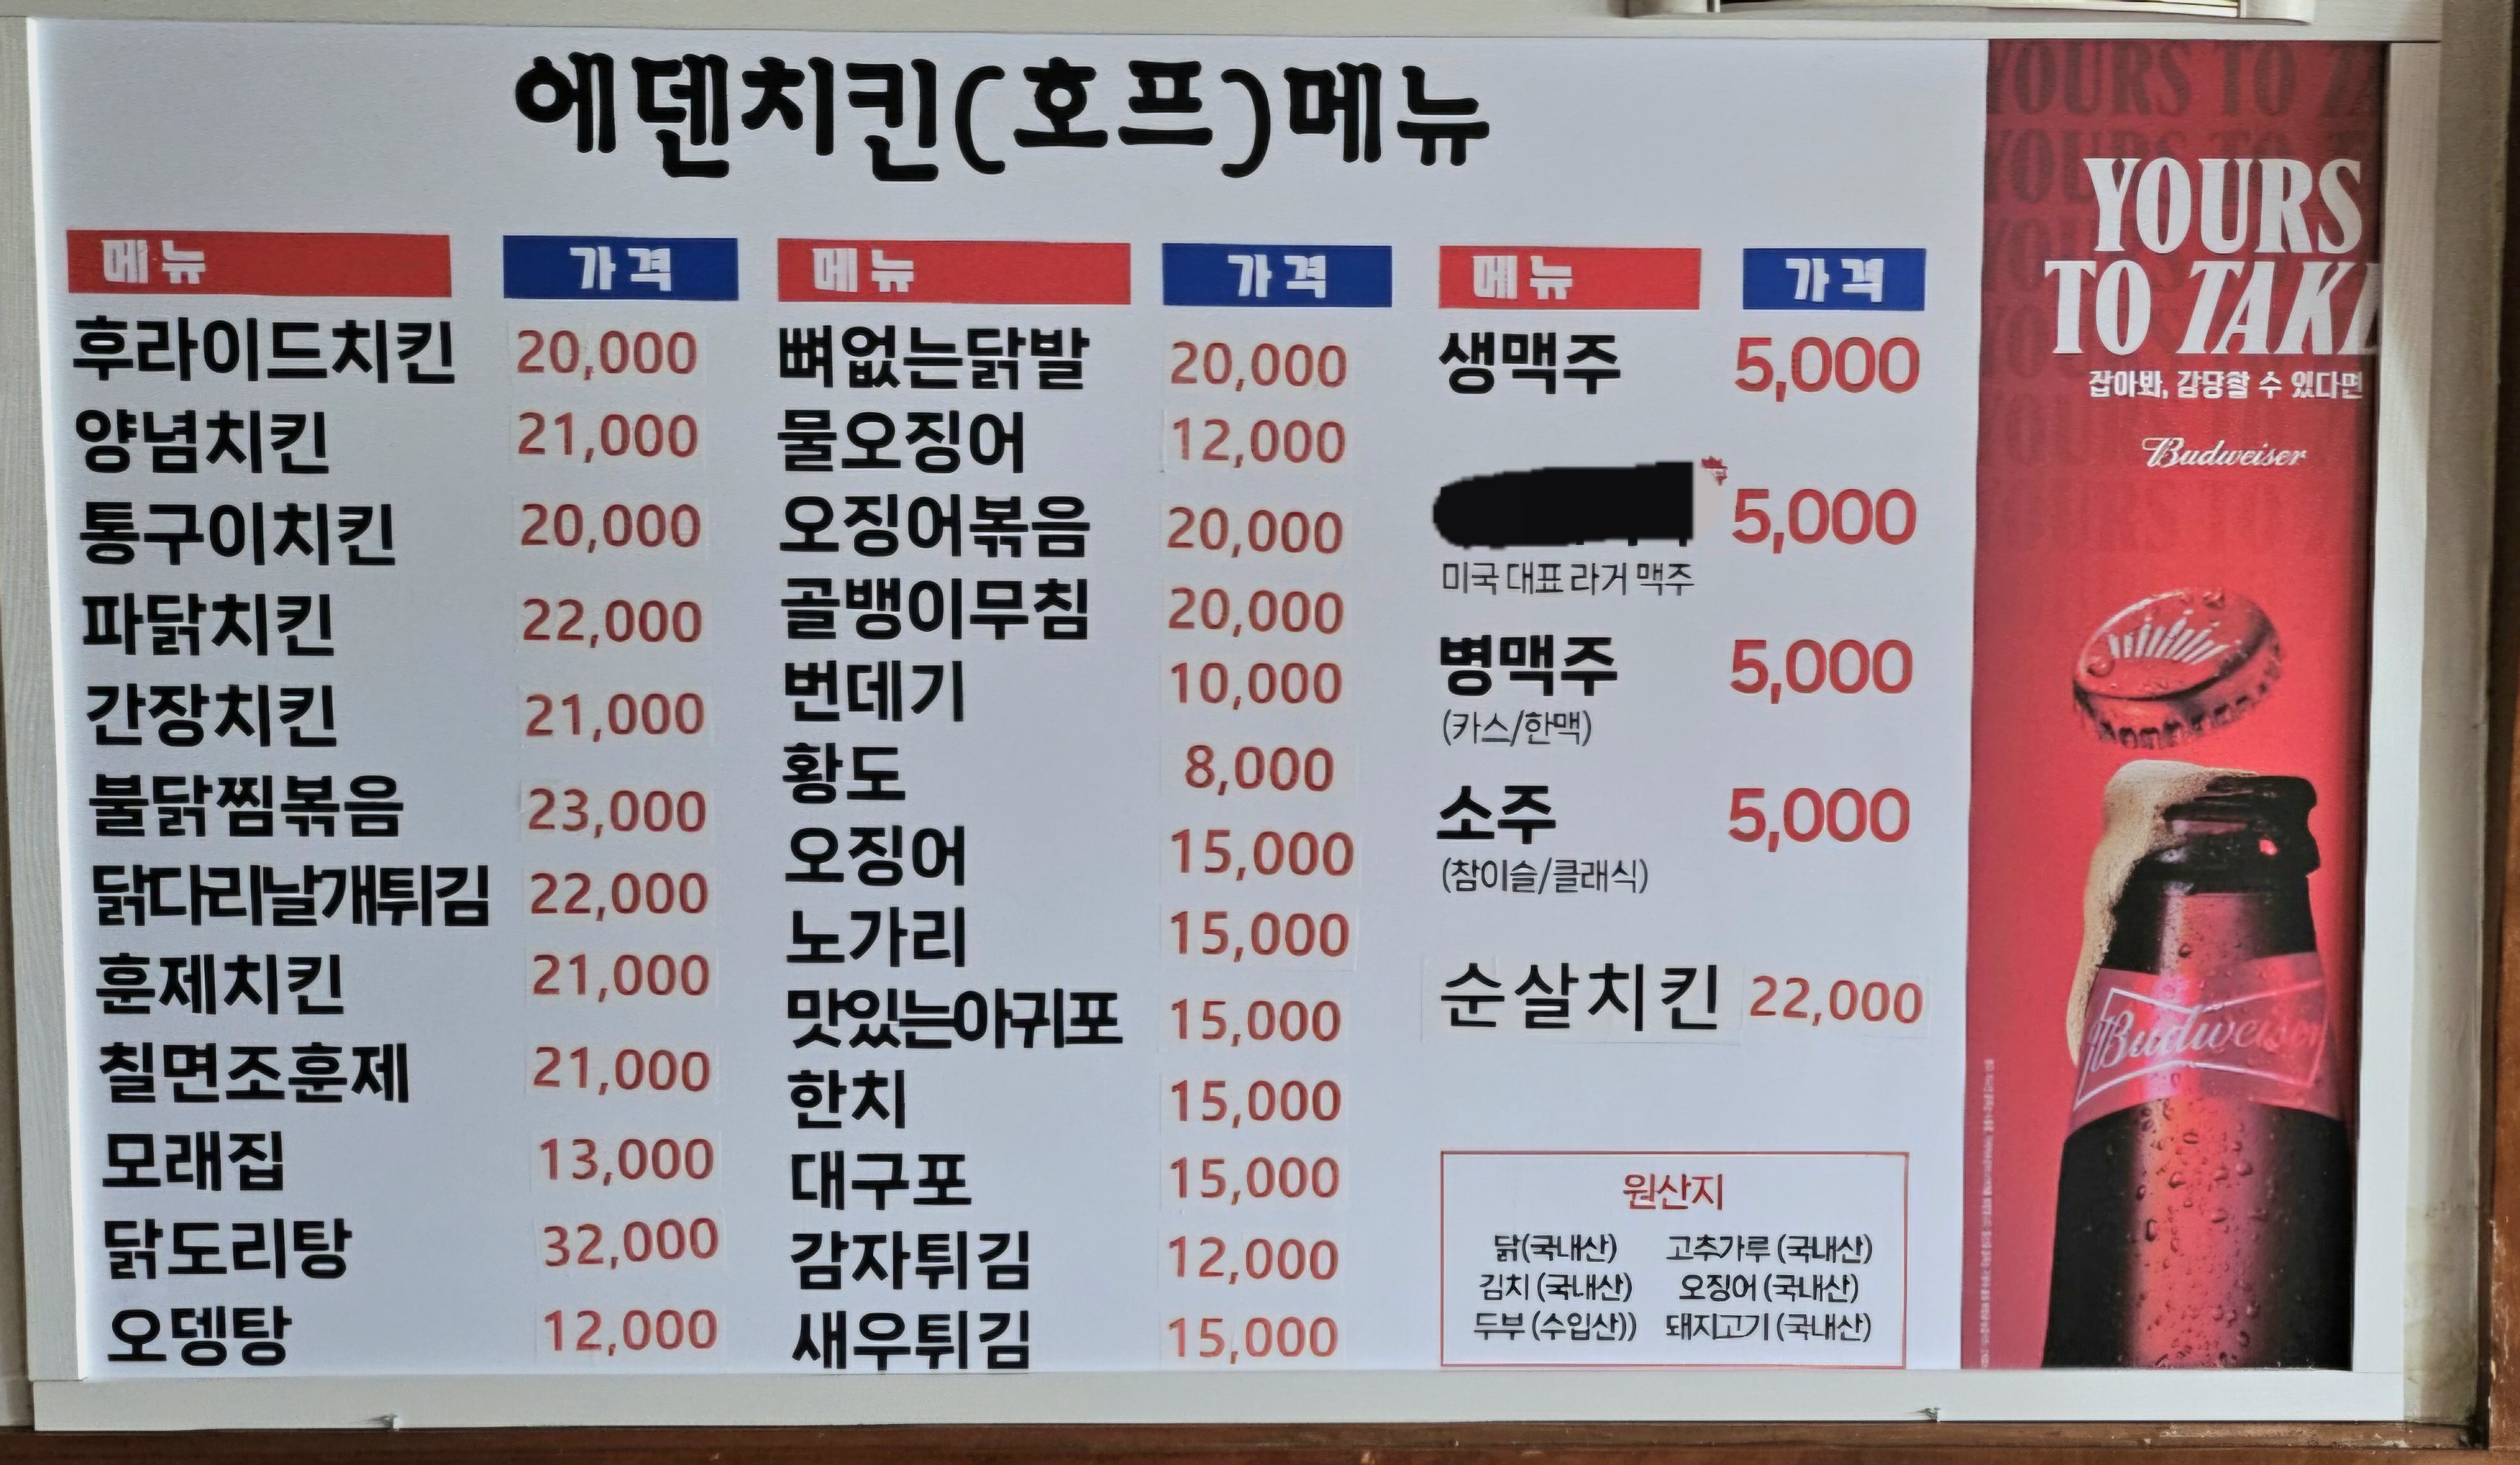 에덴치킨(호프)메뉴
메뉴 가격
후라이드치킨 20,000
양념치킨 21,000
통구이치킨 20,000
파닭치킨 22,000
간장치킨 21,000
불닭찜볶음 23,000
닭다리날개튀김 22,000
훈제치킨 21,000
칠면조훈제 21,000
모래집 13,000
닭도리탕 32,000
오뎅탕 12,000
메뉴 가격
뼈없는닭발 20,000
물오징어 12,000
오징어볶음 20,000
골뱅이무침 20,000
번데기 10,000
황도 8,000
오징어 15,000
노가리 15,000
맛있는아귀포 15,000
한치 15,000
대구포 15,000
감자튀김 12,000
새우튀김 15,000
메뉴 가격
생맥주 5,000
5,000
미국 대표 라거 맥주
병맥주 5,000
(카스/한맥)
소주 5,000
(참이슬/클래식)
순살치킨 22,000
원산지
닭(국내산) 고추가루 (국내산)
김치 (국내산) 오징어 (국내산)
두부 (수입산)) 돼지고기 (국내산)
YOURS TO
YOURS
TO TAKE
잡아봐, 감당할 수 있다면
Budweiser
Budweiser